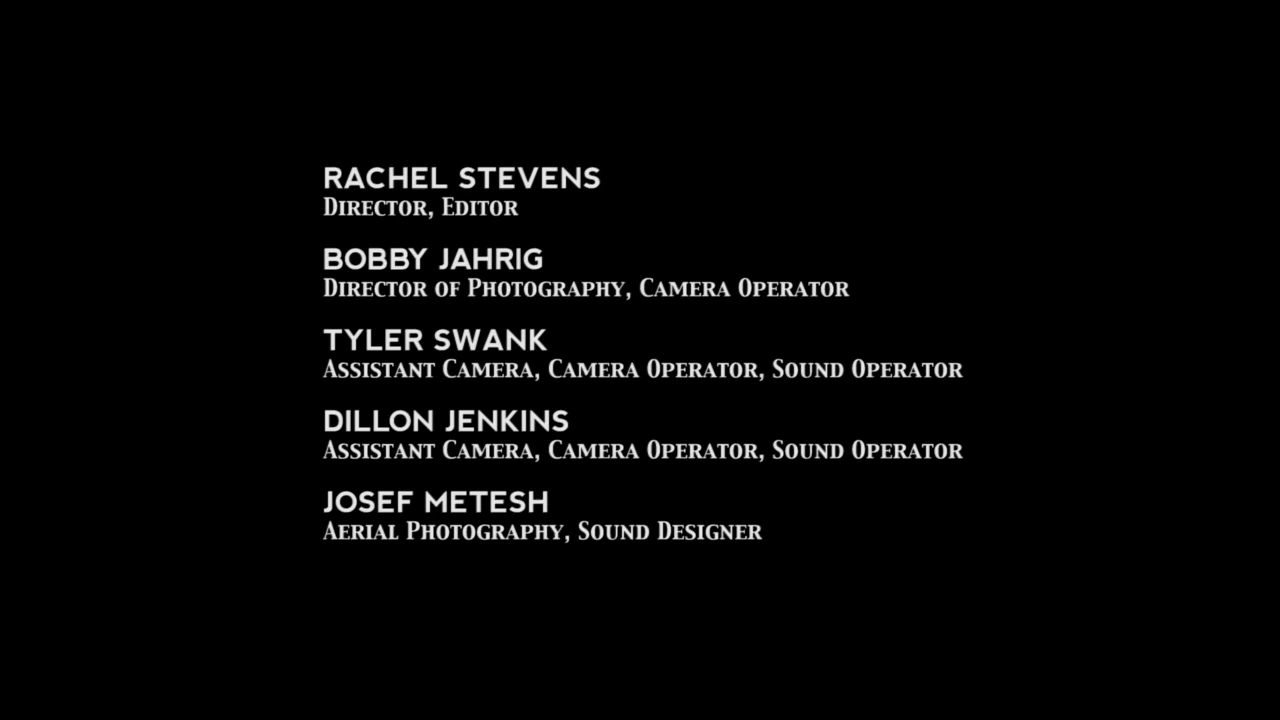 RACHEL STEVENS
Director, Editor
BOBBY JAHRIG
Director of Photography, Camera Operator
TYLER SWANK
Assistant Camera, Camera Operator, Sound Operator
DILLON JENKINS
Assistant Camera, Camera Operator, Sound Operator
JOSEF METESH
Aerial Photography, Sound Designer